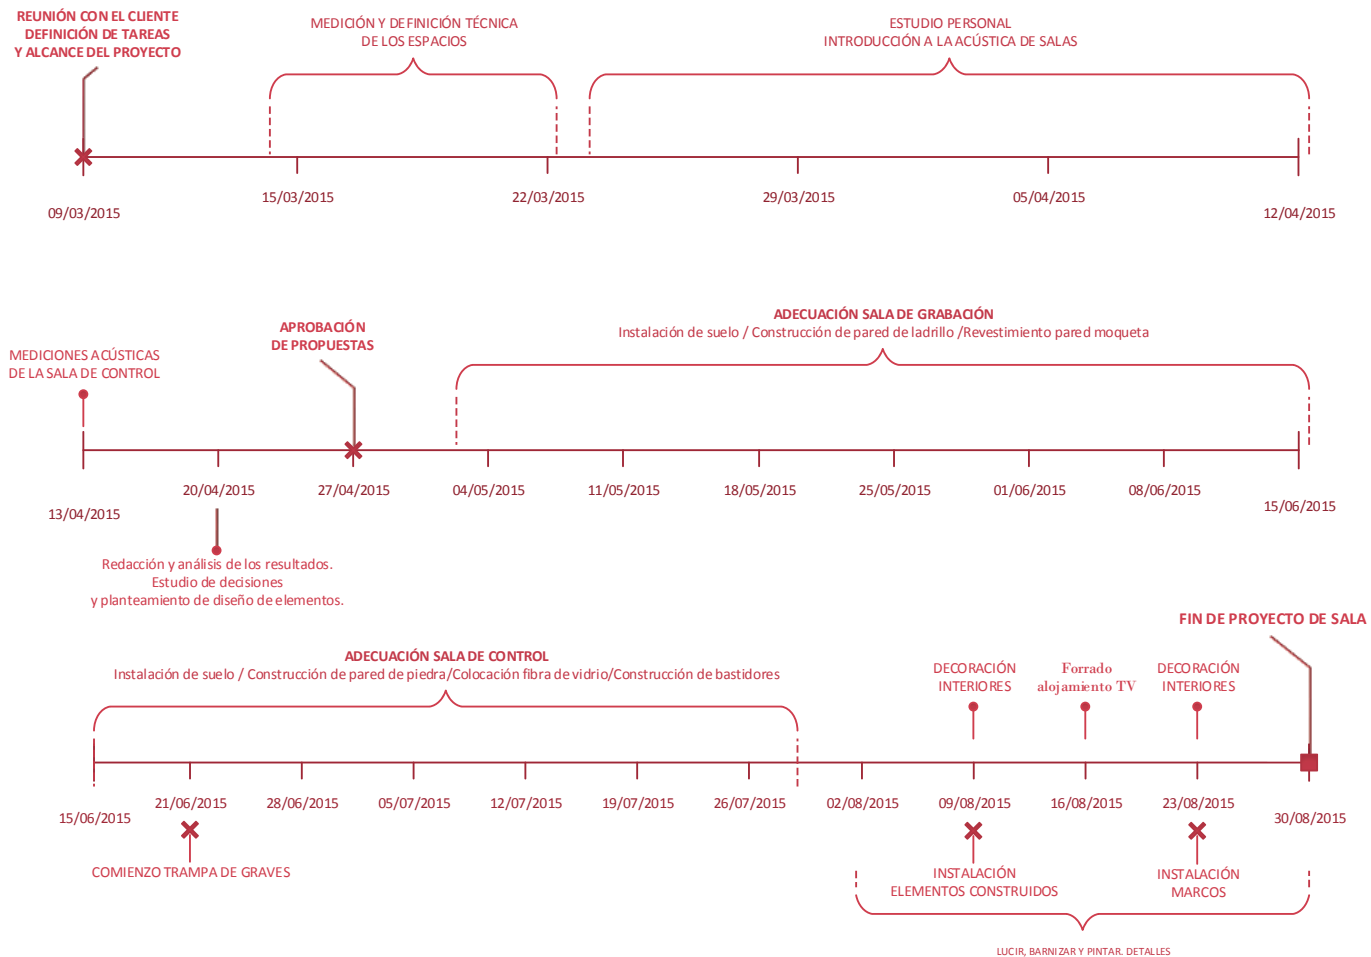 REUNIÓN CON EL CLIENTE
DEFINICIÓN DE TAREAS
Y ALCANCE DEL PROYECTO
MEDICIÓN Y DEFINICIÓN TÉCNICA
DE LOS ESPACIOS
ESTUDIO PERSONAL
INTRODUCCIÓN A LA ACÚSTICA DE SALAS
09/03/2015
15/03/2015
22/03/2015
29/03/2015
05/04/2015
12/04/2015
MEDICIONES ACÚSTICAS
DE LA SALA DE CONTROL
APROBACIÓN
DE PROPUESTAS
ADECUACIÓN SALA DE GRABACIÓN
Instalación de suelo / Construcción de pared de ladrillo /Revestimiento pared moqueta
13/04/2015
20/04/2015
27/04/2015
04/05/2015
11/05/2015
18/05/2015
25/05/2015
01/06/2015
08/06/2015
15/06/2015
Redacción y análisis de los resultados.
Estudio de decisiones
y planteamiento de diseño de elementos.
FIN DE PROYECTO DE SALA
ADECUACIÓN SALA DE CONTROL
Instalación de suelo / Construcción de pared de piedra/Colocación fibra de vidrio/Construcción de bastidores
DECORACIÓN
INTERIORES
Forrado
alojamiento TV
DECORACIÓN
INTERIORES
15/06/2015
21/06/2015
28/06/2015
05/07/2015
12/07/2015
19/07/2015
26/07/2015
02/08/2015
09/08/2015
16/08/2015
23/08/2015
30/08/2015
COMIENZO TRAMPA DE GRAVES
INSTALACIÓN
ELEMENTOS CONSTRUIDOS
INSTALACIÓN
MARCOS
LUCIR, BARNIZAR Y PINTAR. DETALLES